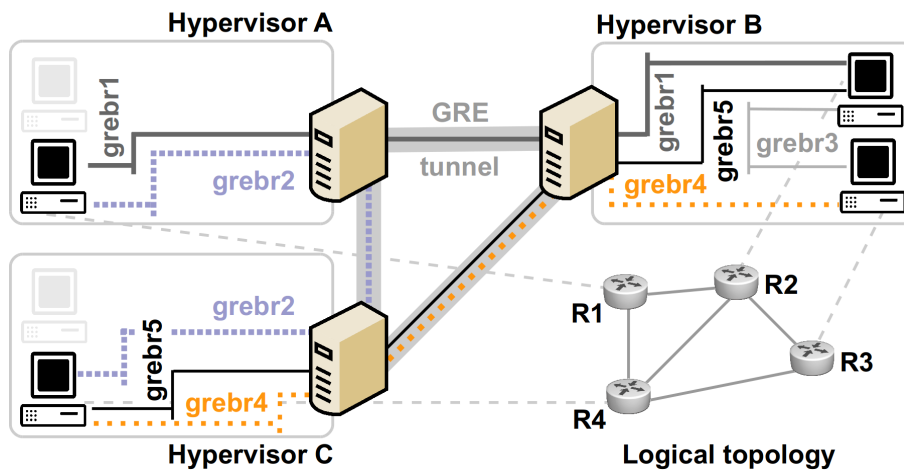 Hypervisor A
Hypervisor B
grebr1
grebr2
GRE
tunnel
grebr1
grebr5
grebr3
grebr4
grebr2
grebr5
grebr4
Hypervisor C
R1
R2
R3
R4
Logical topology